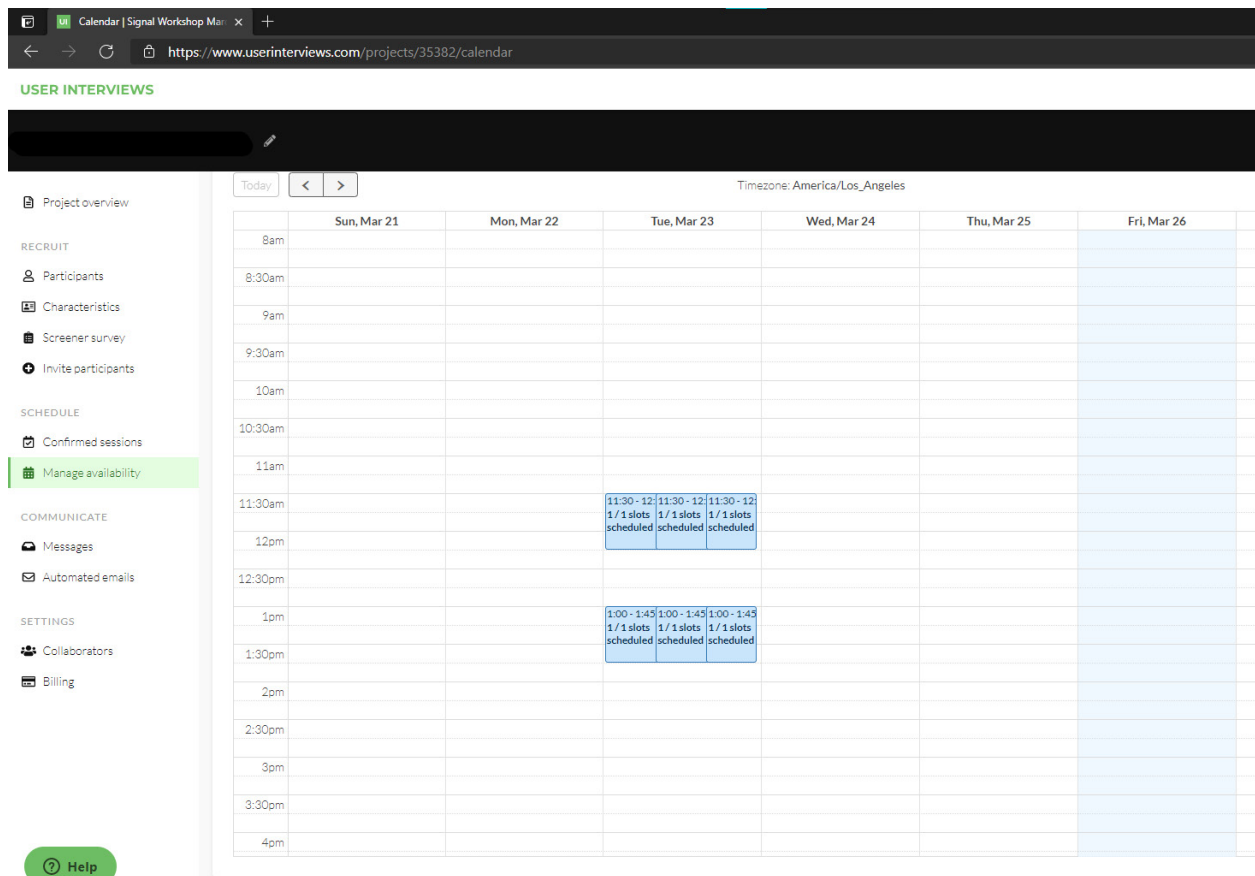 Calendar | Signal Workshop Mar
https://www.userinterviews.com/projects/35382/calendar
USER INTERVIEWS
Project overview
RECRUIT
Participants
Characteristics
Screener survey
Invite participants
SCHEDULE
Confirmed sessions
Manage availability
COMMUNICATE
Messages
Automated emails
SETTINGS
Collaborators
Billing
Help
Today
Timezone: America/Los_Angeles
Sun, Mar 21 Mon, Mar 22 Tue, Mar 23 Wed, Mar 24 Thu, Mar 25 Fri, Mar 26
8am
8:30am
9am
9:30am
10am
10:30am
11am
11:30am 11:30 - 12: 11:30 - 12: 11:30 - 12:
1 / 1 slots 1 / 1 slots 1 / 1 slots
scheduled scheduled scheduled
12pm
12:30pm
1pm 1:00 - 1:45 1:00 - 1:45 1:00 - 1:45
1 / 1 slots 1 / 1 slots 1 / 1 slots
scheduled scheduled scheduled
1:30pm
2pm
2:30pm
3pm
3:30pm
4pm